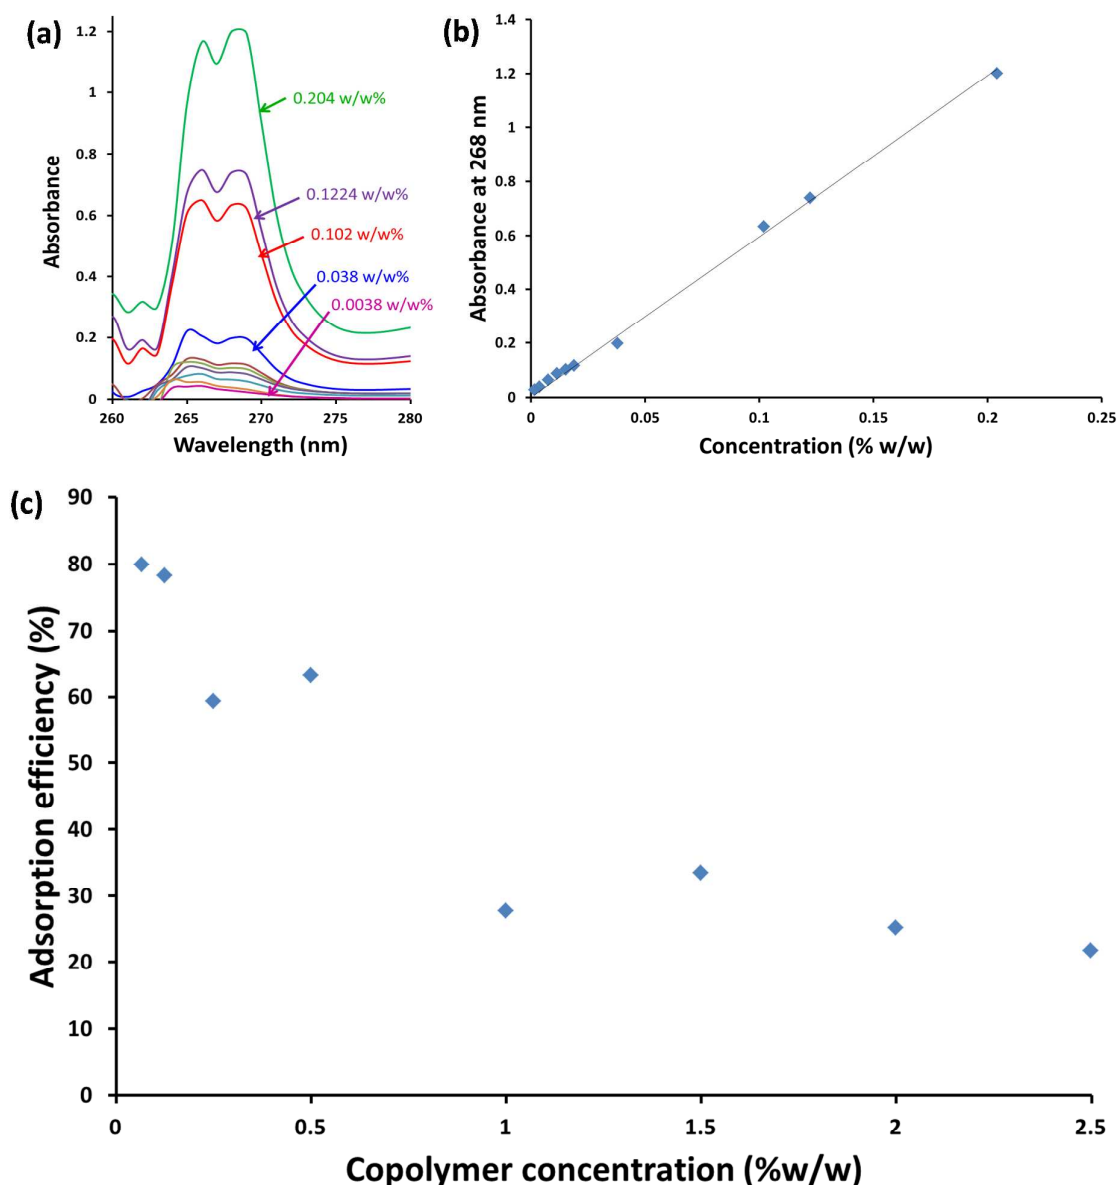 (a)
1.2
1
0.8
0.6
0.4
0.2
0
Absorbance
0.204 w/w%
0.1224 w/w%
0.102 w/w%
0.038 w/w%
0.0038 w/w%
260 265 270 275 280
Wavelength (nm)
(b)
1.4
1.2
1
0.8
0.6
0.4
0.2
0
Absorbance at 268 nm
0 0.05 0.1 0.15 0.2 0.25
Concentration (% w/w)
(c)
90
80
70
60
50
40
30
20
10
0
Adsorption efficiency (%)
0 0.5 1 1.5 2 2.5
Copolymer concentration (%w/w)